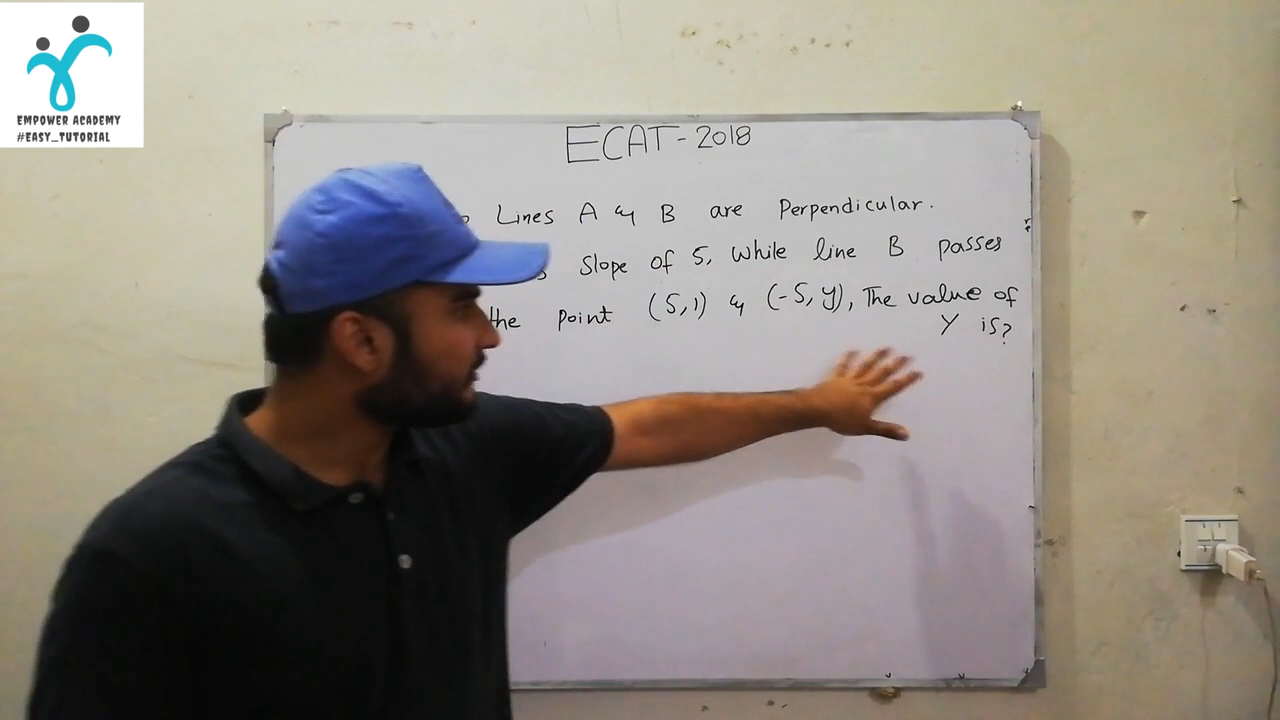 EMPOWER ACADEMY
#EASY_TUTORIAL
ECAT-2018
Lines A & B are Perpendicular.
Slope of 5, While line B passes
the point (5,1) & (-5,y), The value of
Y is?